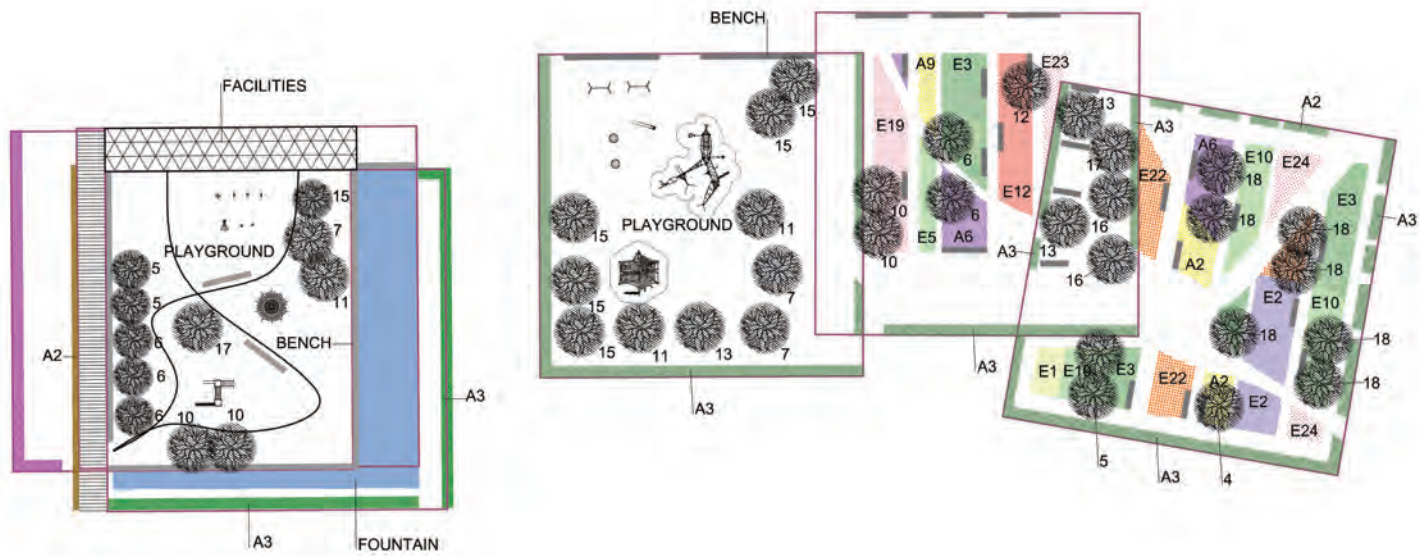 FACILITIES
15
7
PLAYGROUND
5
5
11
6
17
BENCH
A2
6
6
10
10
A3
A3
FOUNTAIN
BENCH
15
15
PLAYGROUND
15
11
15
7
15
11
13
7
A3
A9
E3
E23
12
E19
6
10
E12
6
E5
A6
10
A3
A3
13
A3
17
16
13
16
A2
A6
E10
E24
18
E22
E3
18
A3
18
A2
18
E2
E10
18
18
18
E1
E19
E3
E22
A2
E2
E24
5
A3
4